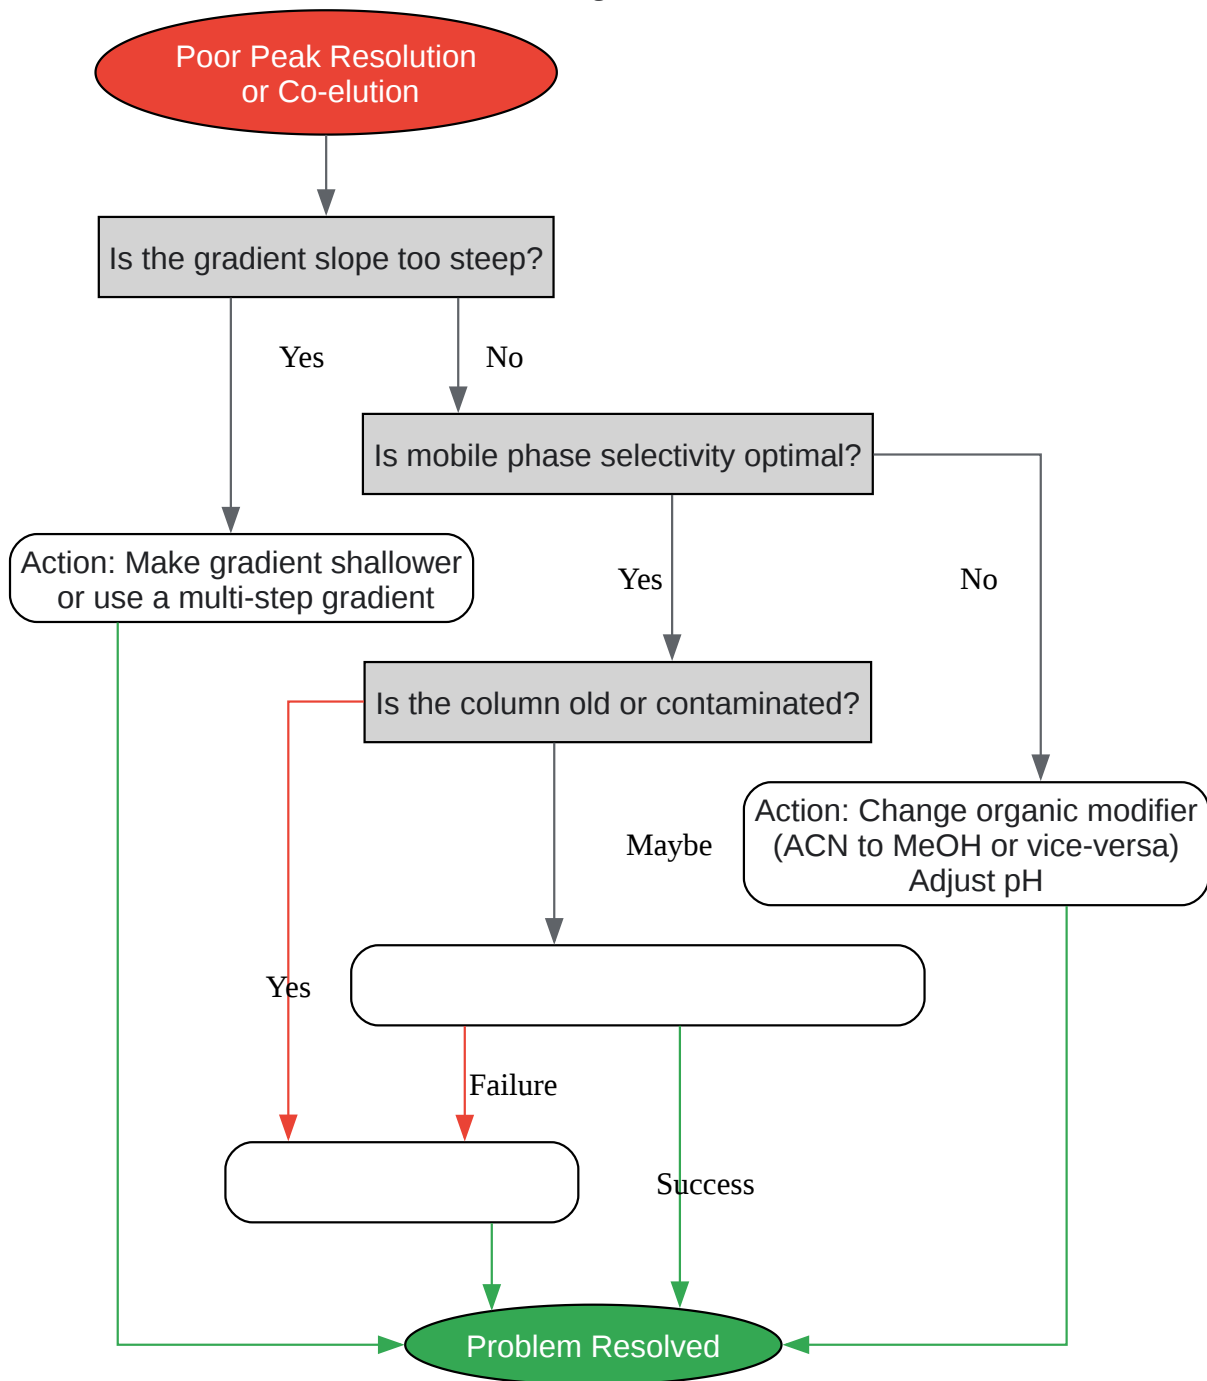 Poor Peak Resolution
or Co-elution
Is the gradient slope too steep?
Yes
No
Is mobile phase selectivity optimal?
Action: Make gradient shallower
or use a multi-step gradient
Yes
No
Is the column old or contaminated?
Action: Change organic modifier
(ACN to MeOH or vice-versa)
Adjust pH
Maybe
Yes
Failure
Success
Problem Resolved